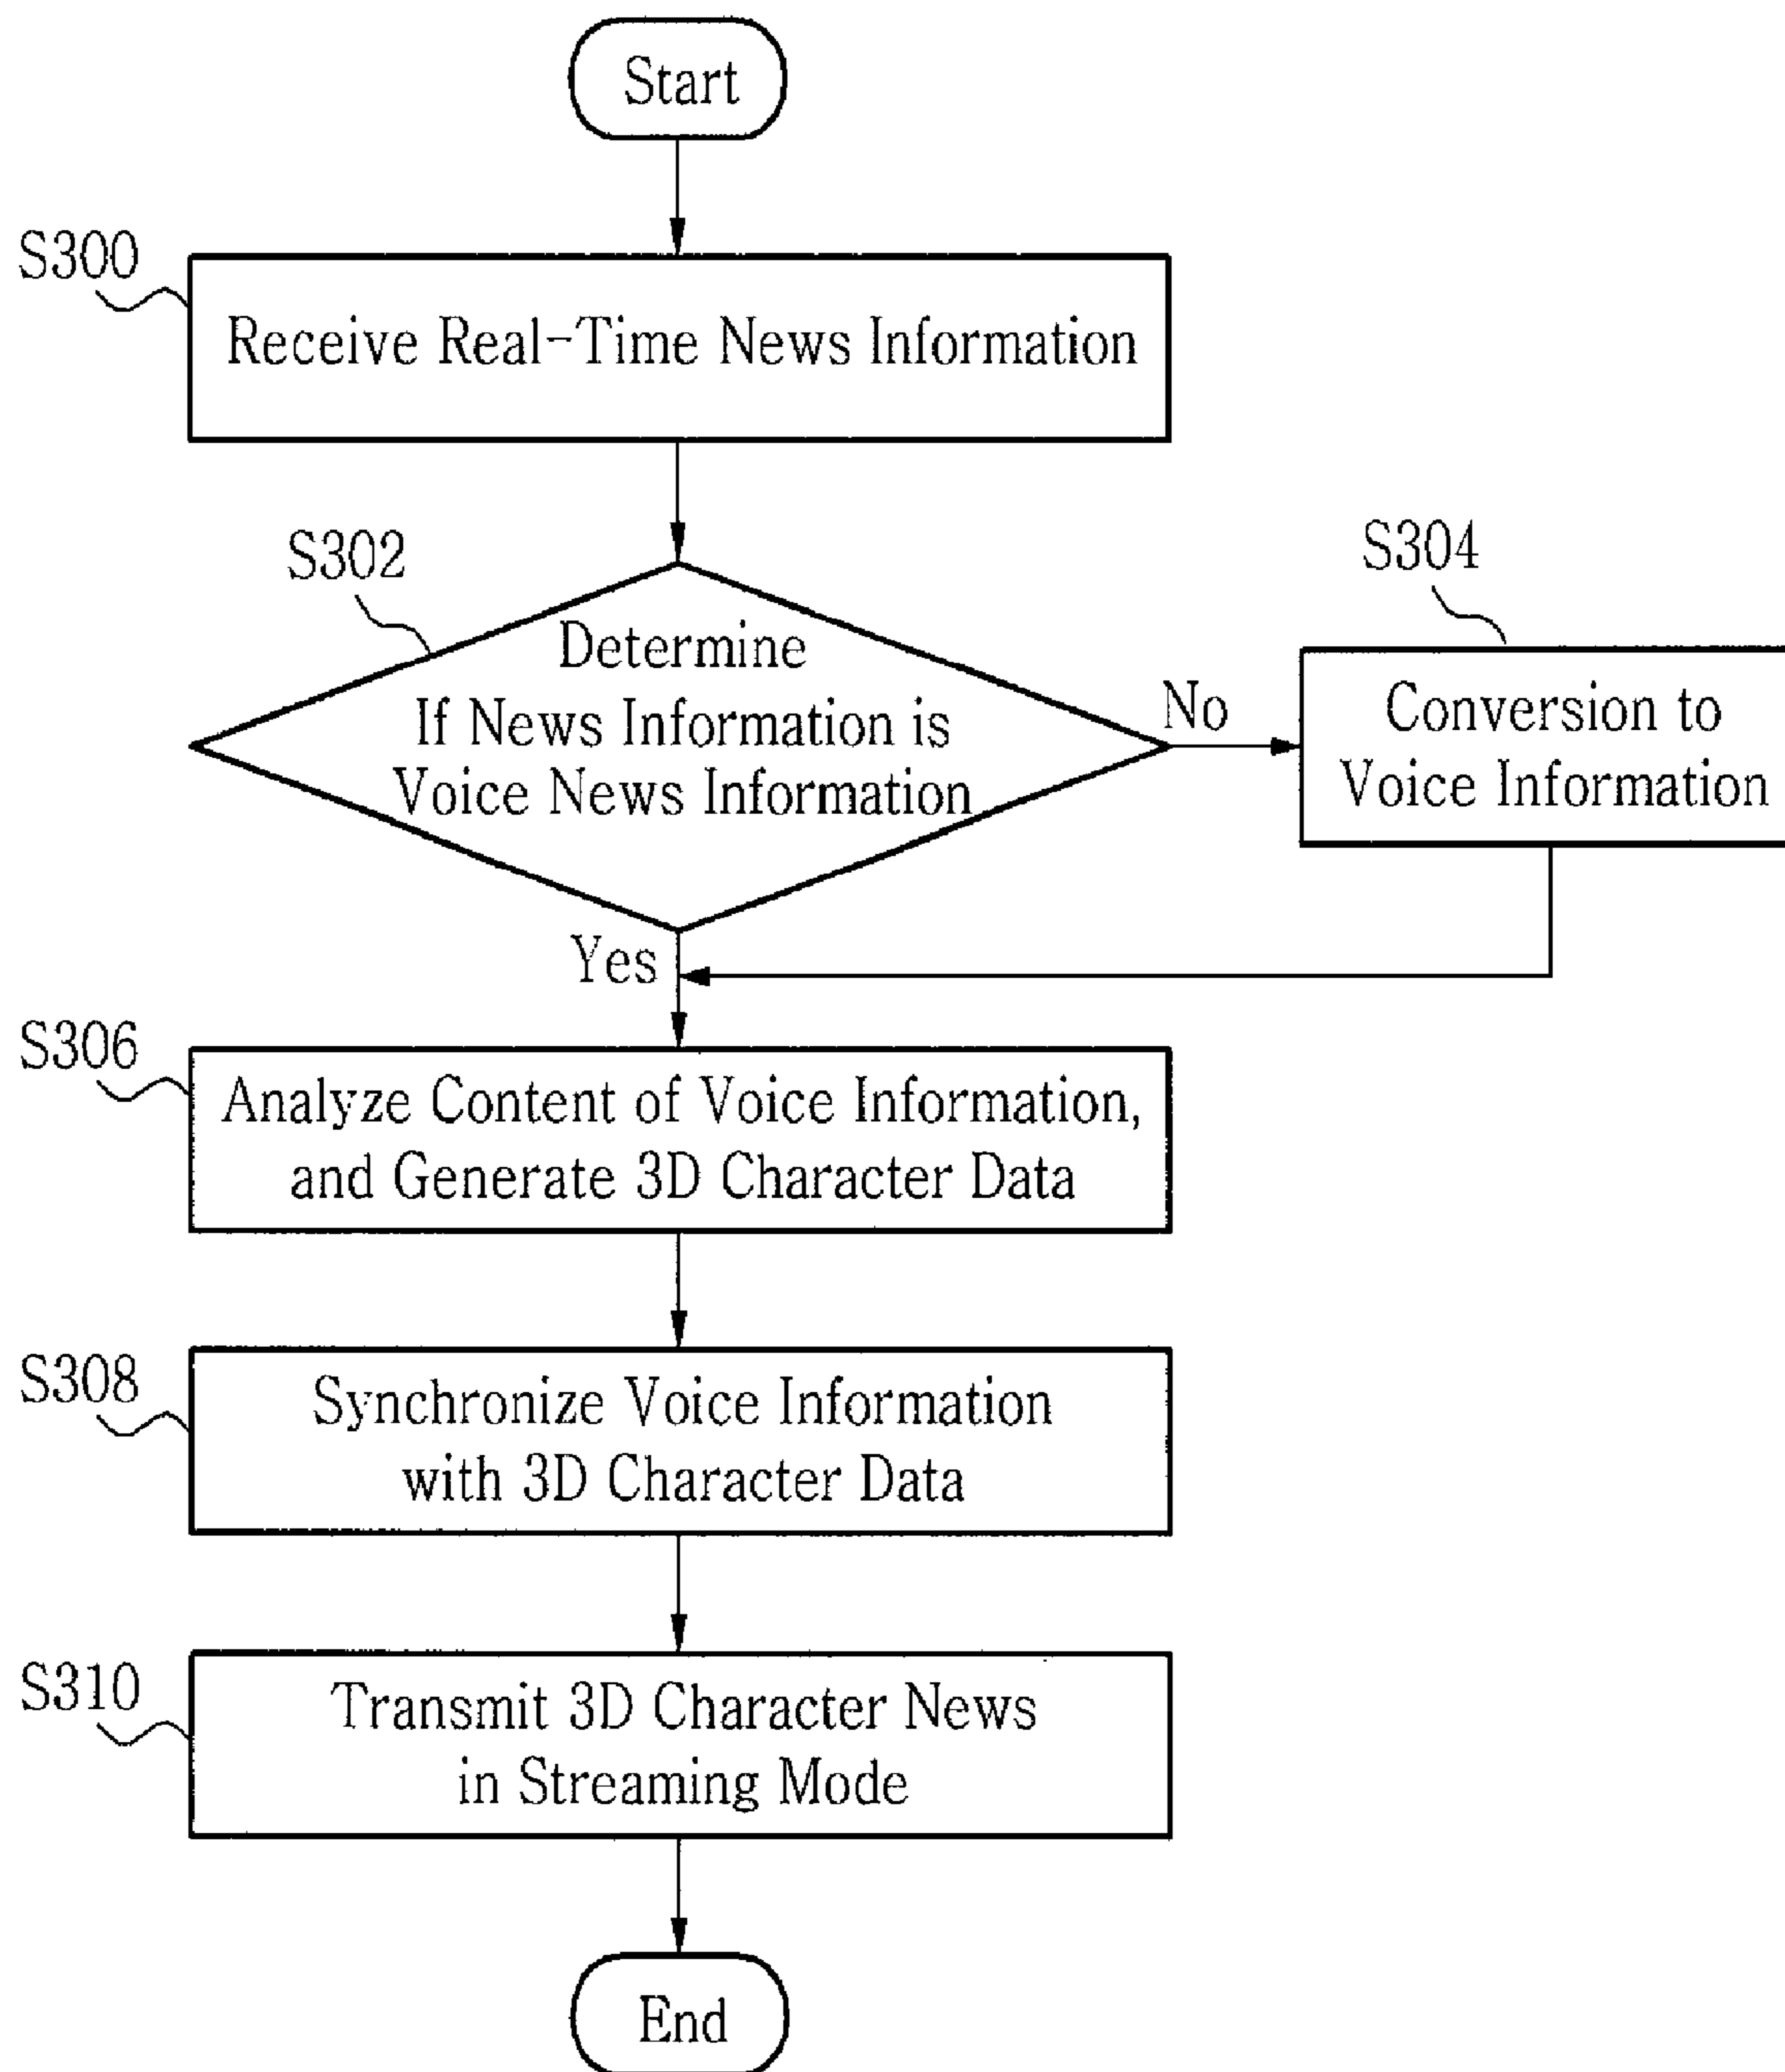 Start
S300
Receive Real-Time News Information
S302
Determine
If News Information is
Voice News Information
No
S304
Conversion to
Voice Information
Yes
S306
Analyze Content of Voice Information,
and Generate 3D Character Data
S308
Synchronize Voice Information
with 3D Character Data
S310
Transmit 3D Character News
in Streaming Mode
End